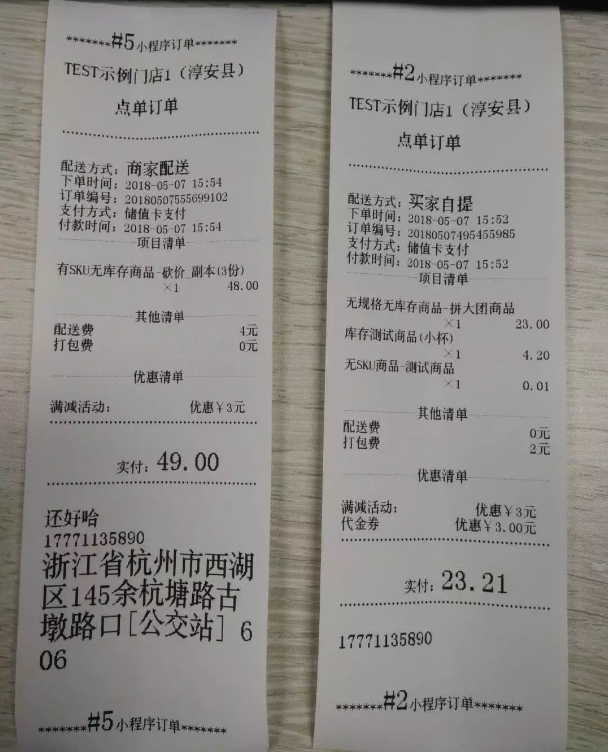 *******#5小程序订单*******
TEST示例门店1（淳安县）
点单订单
配送方式：商家配送
下单时间：2018-05-07 15:54
订单编号：20180507555699102
支付方式：储值卡支付
付款时间：2018-05-07 15:54
项目清单
有SKU无库存商品-砍价_副本(3份)
×1 48.00
其他清单
配送费 4元
打包费 0元
优惠清单
满减活动： 优惠￥3元
实付：49.00
还好哈
17771135890
浙江省杭州市西湖
区145余杭塘路古
墩路口[公交站] 6
06
*******#5小程序订单*******
*******#2小程序订单*******
TEST示例门店1（淳安县）
点单订单
配送方式：买家自提
下单时间：2018-05-07 15:52
订单编号：20180507495455985
支付方式：储值卡支付
付款时间：2018-05-07 15:52
项目清单
无规格无库存商品-拼大团商品
×1 23.00
库存测试商品(小杯)
×1 4.20
无SKU商品-测试商品
×1 0.01
其他清单
配送费 0元
打包费 2元
优惠清单
满减活动： 优惠￥3元
代金券 优惠￥3.00元
实付：23.21
17771135890
*******#2小程序订单*******